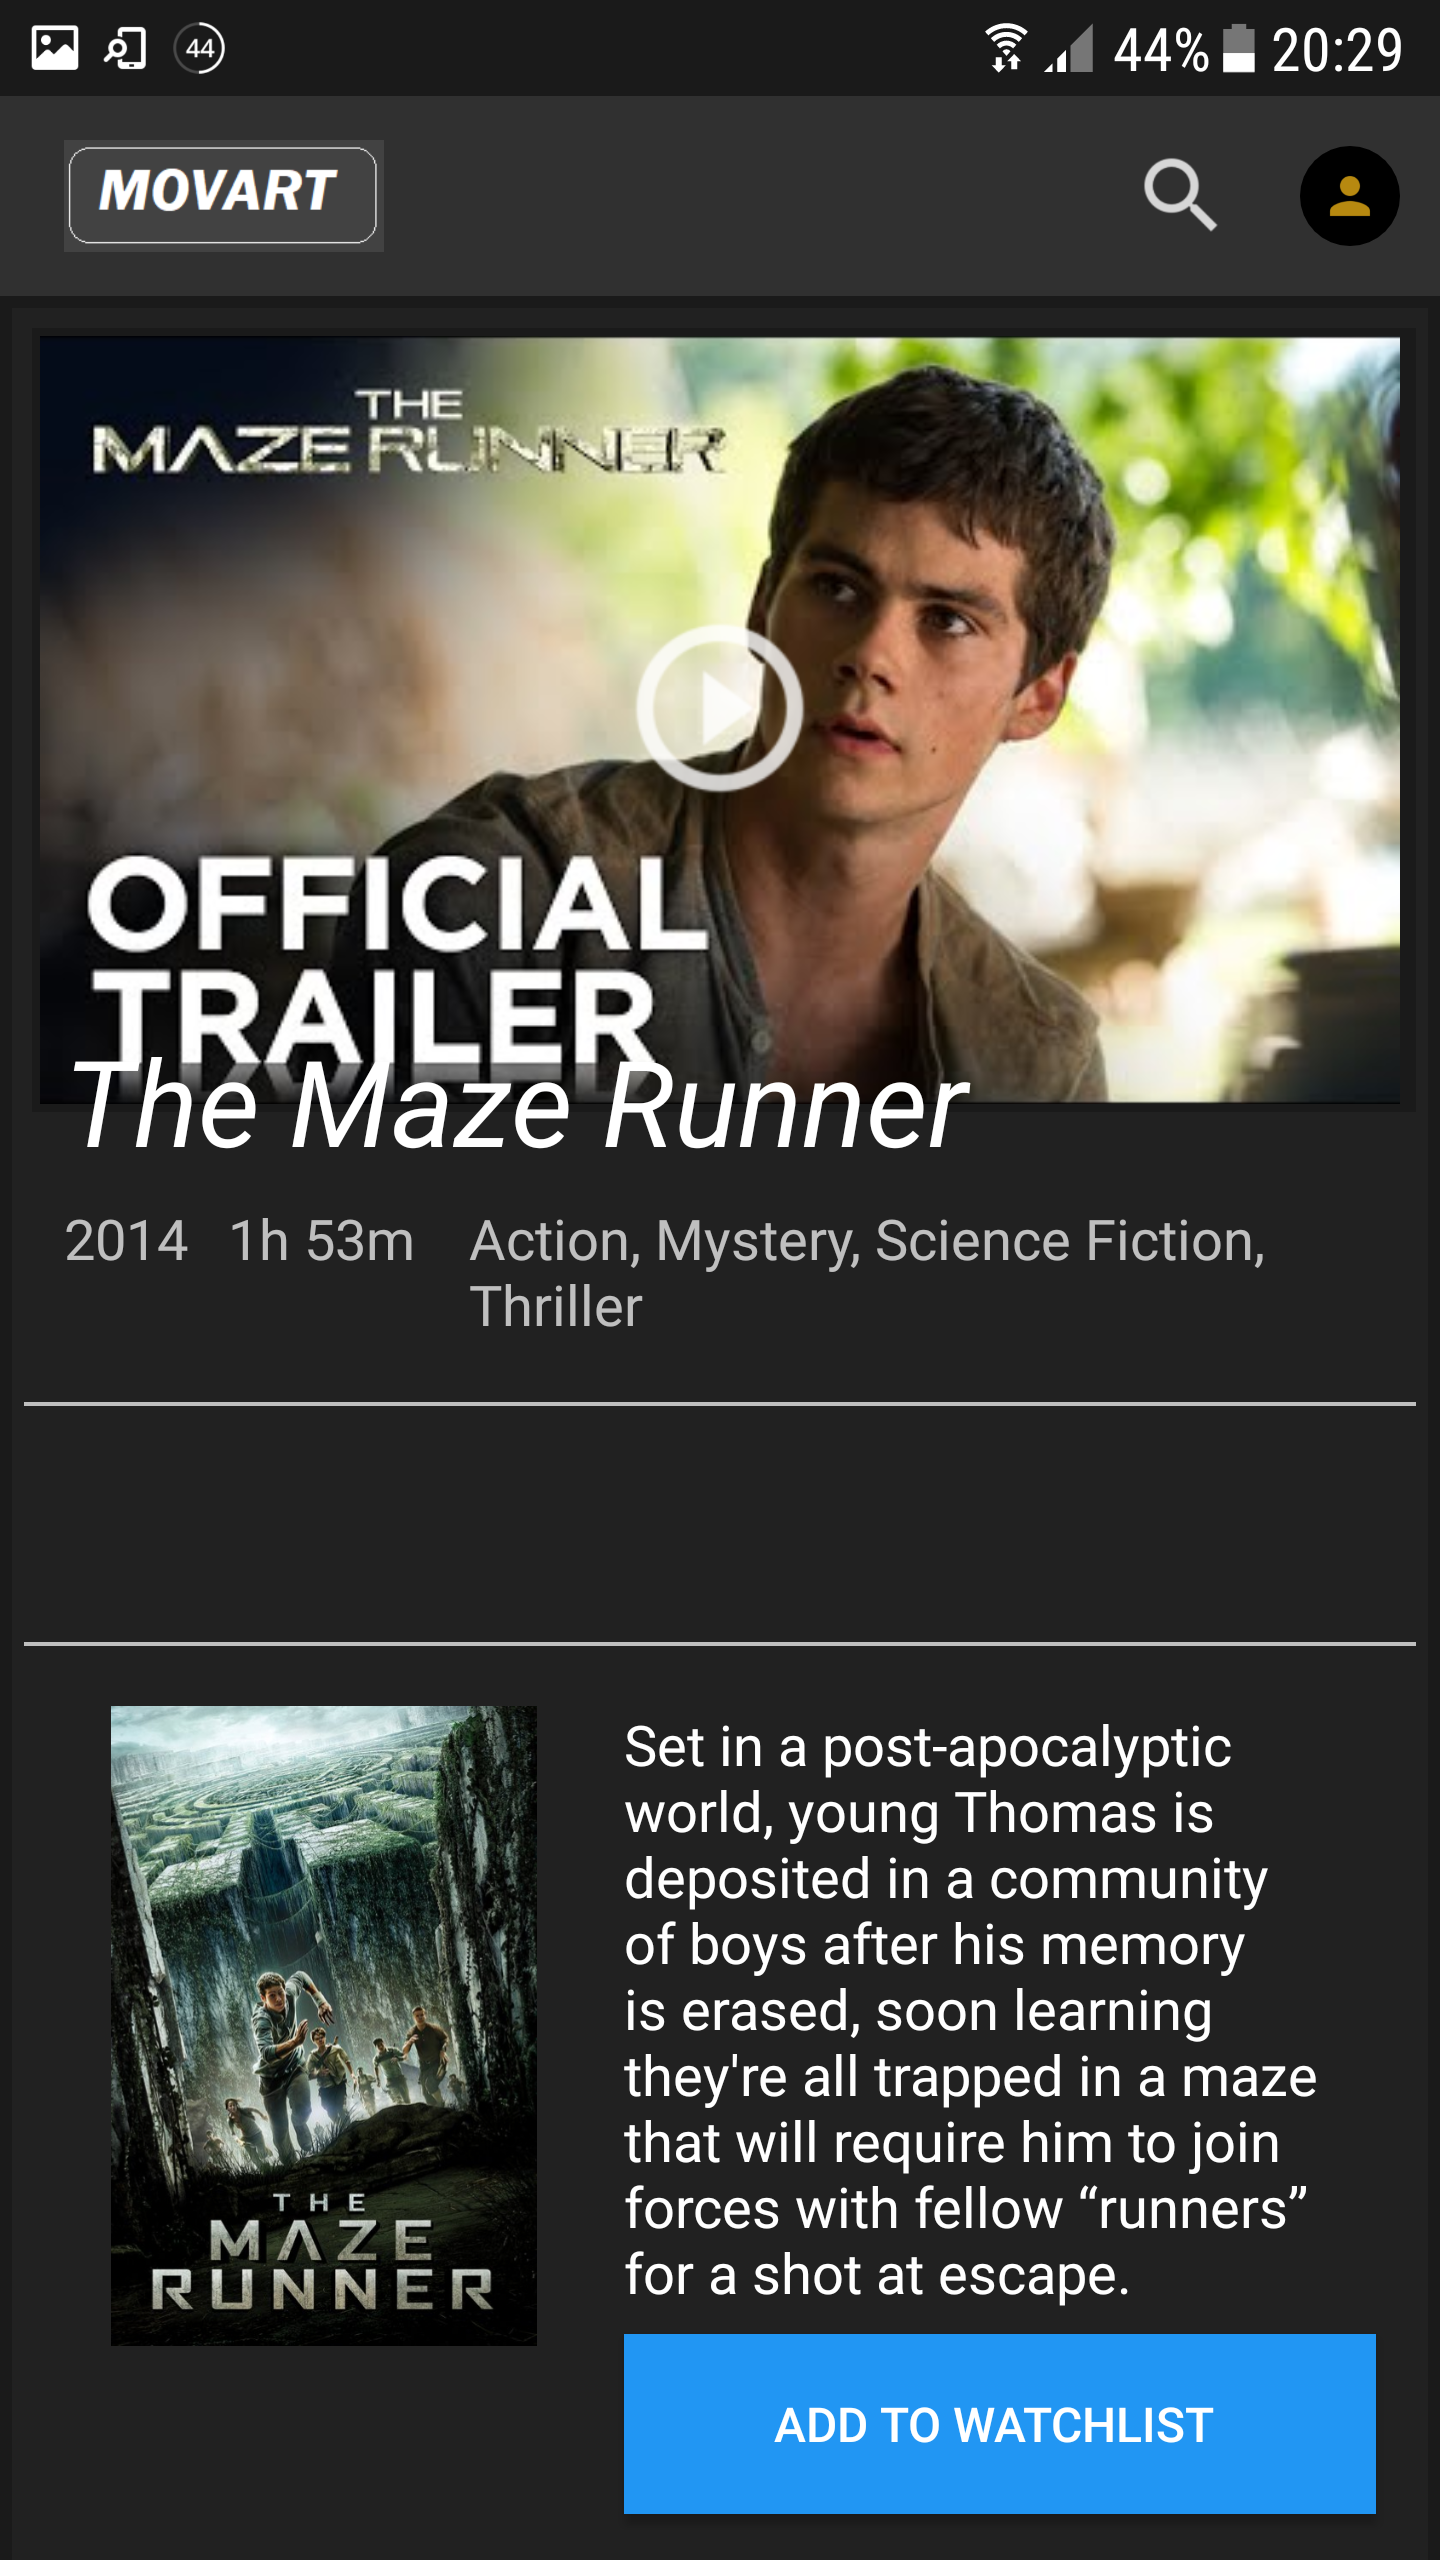 44
44% 20:29
MOVART
THE
MAZE RUNNER
OFFICIAL
TRAILER
The Maze Runner
2014 1h 53m Action, Mystery, Science Fiction,
Thriller
Set in a post-apocalyptic
world, young Thomas is
deposited in a community
of boys after his memory
is erased, soon learning
they're all trapped in a maze
that will require him to join
forces with fellow “runners”
for a shot at escape.
THE
MAZE
RUNNER
ADD TO WATCHLIST